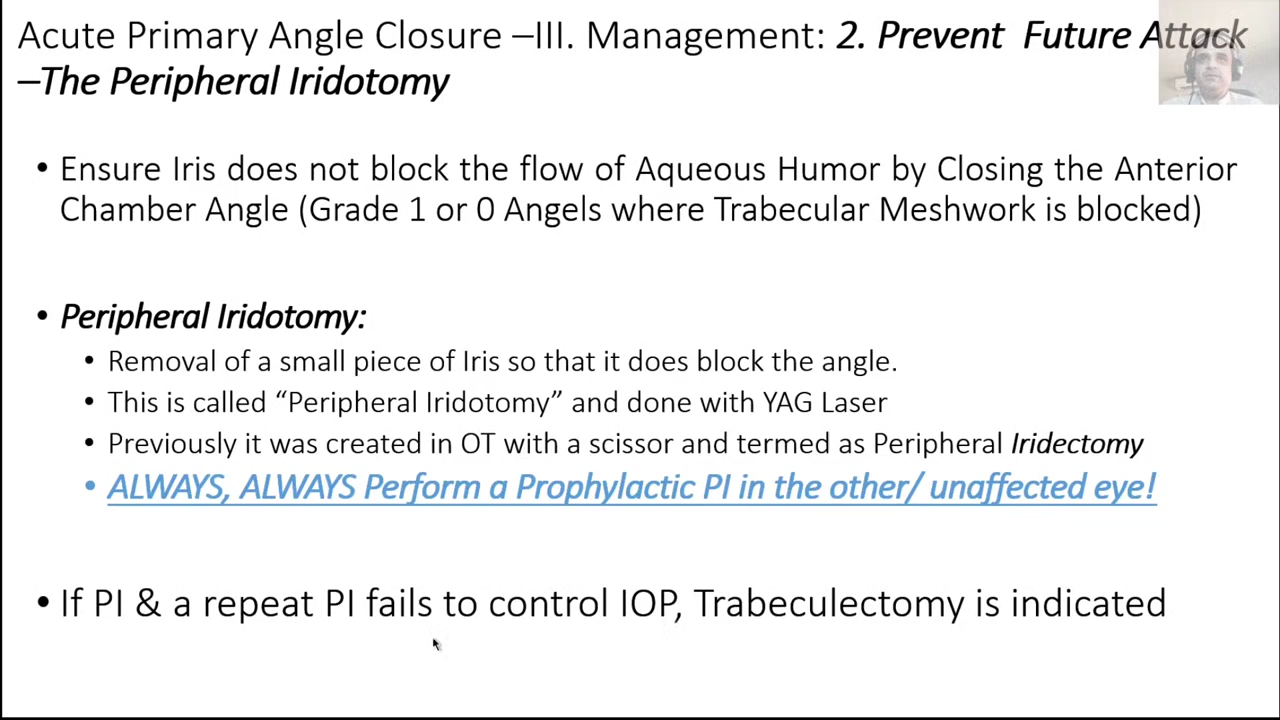 Acute Primary Angle Closure –III. Management: 2. Prevent Future Attack
–The Peripheral Iridotomy
• Ensure Iris does not block the flow of Aqueous Humor by Closing the Anterior
Chamber Angle (Grade 1 or 0 Angels where Trabecular Meshwork is blocked)
• Peripheral Iridotomy:
• Removal of a small piece of Iris so that it does block the angle.
• This is called “Peripheral Iridotomy” and done with YAG Laser
• Previously it was created in OT with a scissor and termed as Peripheral Iridectomy
• ALWAYS, ALWAYS Perform a Prophylactic PI in the other/ unaffected eye!
• If PI & a repeat PI fails to control IOP, Trabeculectomy is indicated